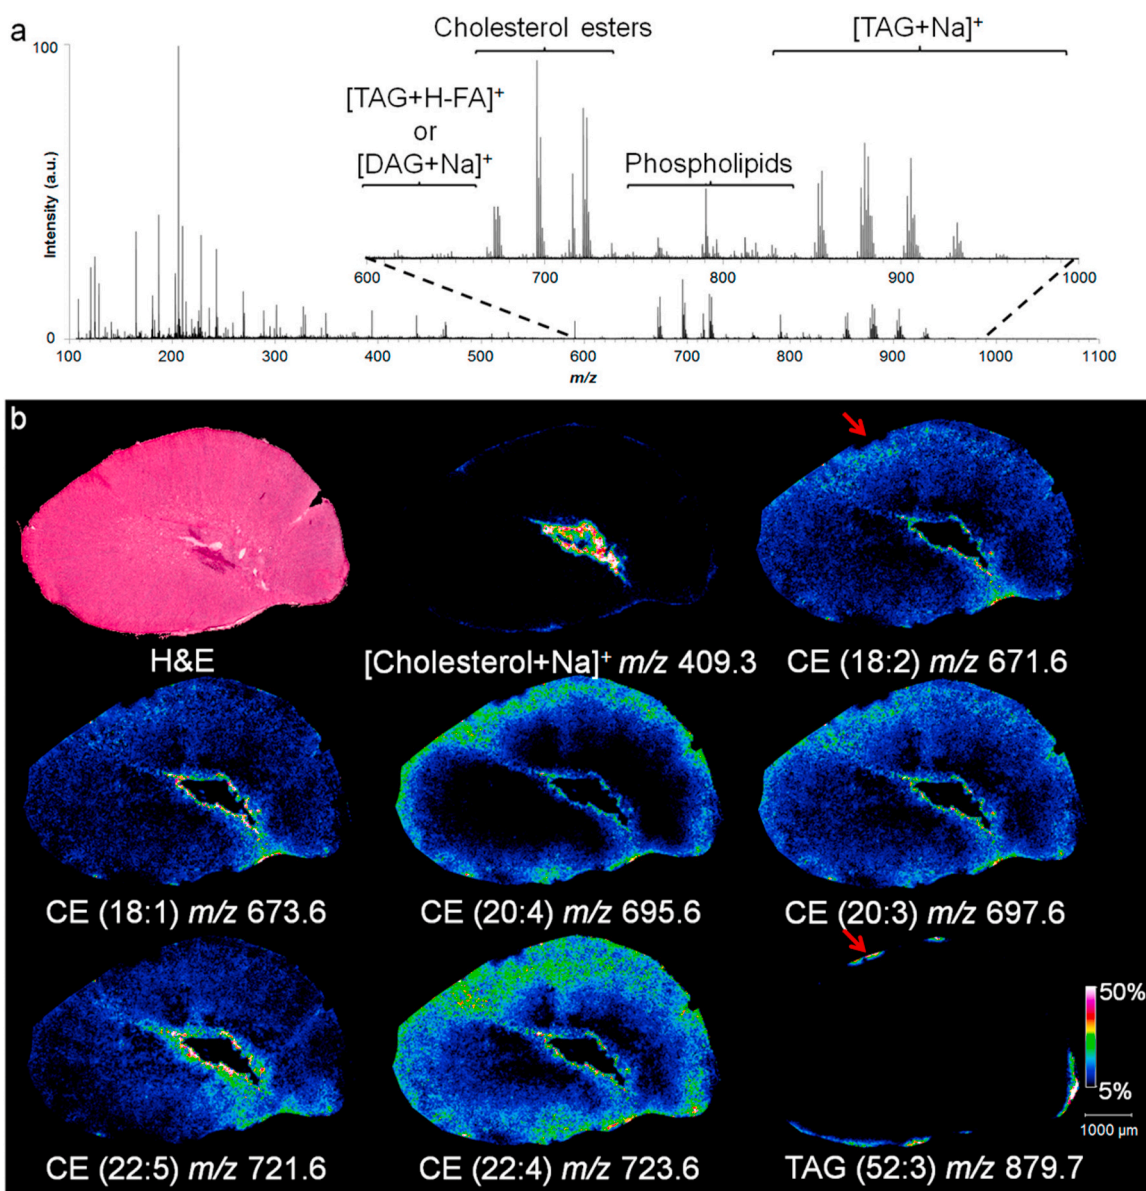 a
Cholesterol esters
[TAG+Na]⁺
[TAG+H-FA]⁺
or
[DAG+Na]⁺
Phospholipids
100
Intensity (a.u.)
0
600 700 800 900 1000
100 200 300 400 500 600 700 800 900 1000 1100
m/z
b
H&E
[Cholesterol+Na]⁺ m/z 409.3
CE (18:2) m/z 671.6
CE (18:1) m/z 673.6
CE (20:4) m/z 695.6
CE (20:3) m/z 697.6
50%
5%
1000 µm
CE (22:5) m/z 721.6
CE (22:4) m/z 723.6
TAG (52:3) m/z 879.7